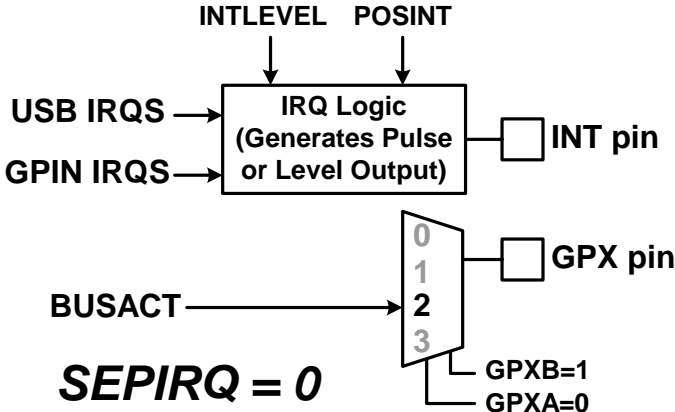 INTLEVEL POSINT
USB IRQS
GPIN IRQS
IRQ Logic
(Generates Pulse
or Level Output)
INT pin
0
1
2
3
GPX pin
BUSACT
GPXB=1
GPXA=0
SEPIRQ = 0